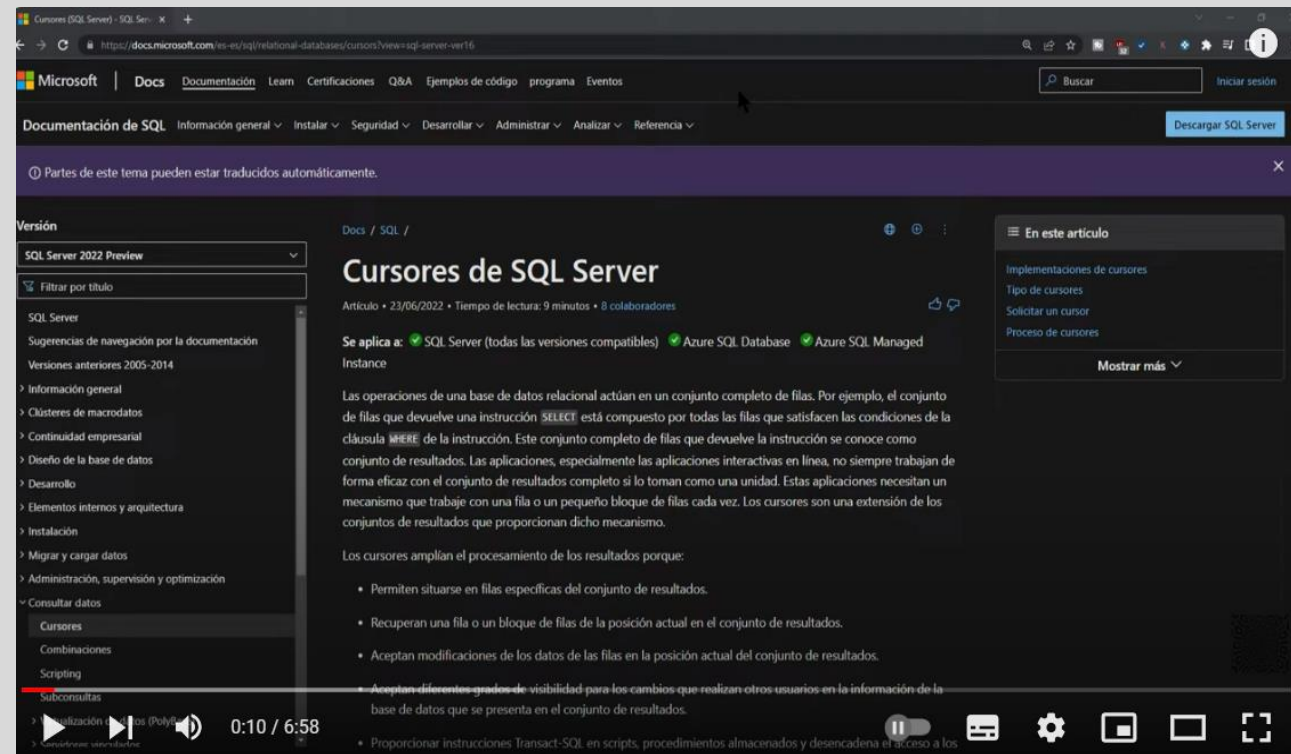 Cursores (SQL Server) - SQL Ser
https://docs.microsoft.com/es-es/sql/relational-databases/cursors?view=sql-server-ver16
Microsoft | Docs Documentación Learn Certificaciones Q&A Ejemplos de código programa Eventos
Buscar
Iniciar sesión
Documentación de SQL Información general Instalar Seguridad Desarrollar Administrar Analizar Referencia
Descargar SQL Server
Partes de este tema pueden estar traducidos automáticamente.
Versión
SQL Server 2022 Preview
Filtrar por título
SQL Server
Sugerencias de navegación por la documentación
Versiones anteriores 2005-2014
Información general
Clústeres de macrodatos
Continuidad empresarial
Diseño de la base de datos
Desarrollo
Elementos internos y arquitectura
Instalación
Migrar y cargar datos
Administración, supervisión y optimización
Consultar datos
Cursores
Combinaciones
Scripting
Subconsultas
Docs / SQL /
Cursores de SQL Server
Artículo • 23/06/2022 • Tiempo de lectura: 9 minutos • 8 colaboradores
Se aplica a: SQL Server (todas las versiones compatibles) Azure SQL Database Azure SQL Managed
Instance
Las operaciones de una base de datos relacional actúan en un conjunto completo de filas. Por ejemplo, el conjunto
de filas que devuelve una instrucción SELECT está compuesto por todas las filas que satisfacen las condiciones de la
cláusula WHERE de la instrucción. Este conjunto completo de filas que devuelve la instrucción se conoce como
conjunto de resultados. Las aplicaciones, especialmente las aplicaciones interactivas en línea, no siempre trabajan de
forma eficaz con el conjunto de resultados completo si lo toman como una unidad. Estas aplicaciones necesitan un
mecanismo que trabaje con una fila o un pequeño bloque de filas cada vez. Los cursores son una extensión de los
conjuntos de resultados que proporcionan dicho mecanismo.
Los cursores amplían el procesamiento de los resultados porque:
• Permiten situarse en filas específicas del conjunto de resultados.
• Recuperan una fila o un bloque de filas de la posición actual en el conjunto de resultados.
• Aceptan modificaciones de los datos de las filas en la posición actual del conjunto de resultados.
• Aceptan diferentes grados de visibilidad para los cambios que realizan otros usuarios en la información de la
base de datos que se presenta en el conjunto de resultados.
• Proporcionar instrucciones Transact-SQL en scripts, procedimientos almacenados y desencadena el acceso a los
En este artículo
Implementaciones de cursores
Tipo de cursores
Solicitar un cursor
Proceso de cursores
Mostrar más
0:10 / 6:58